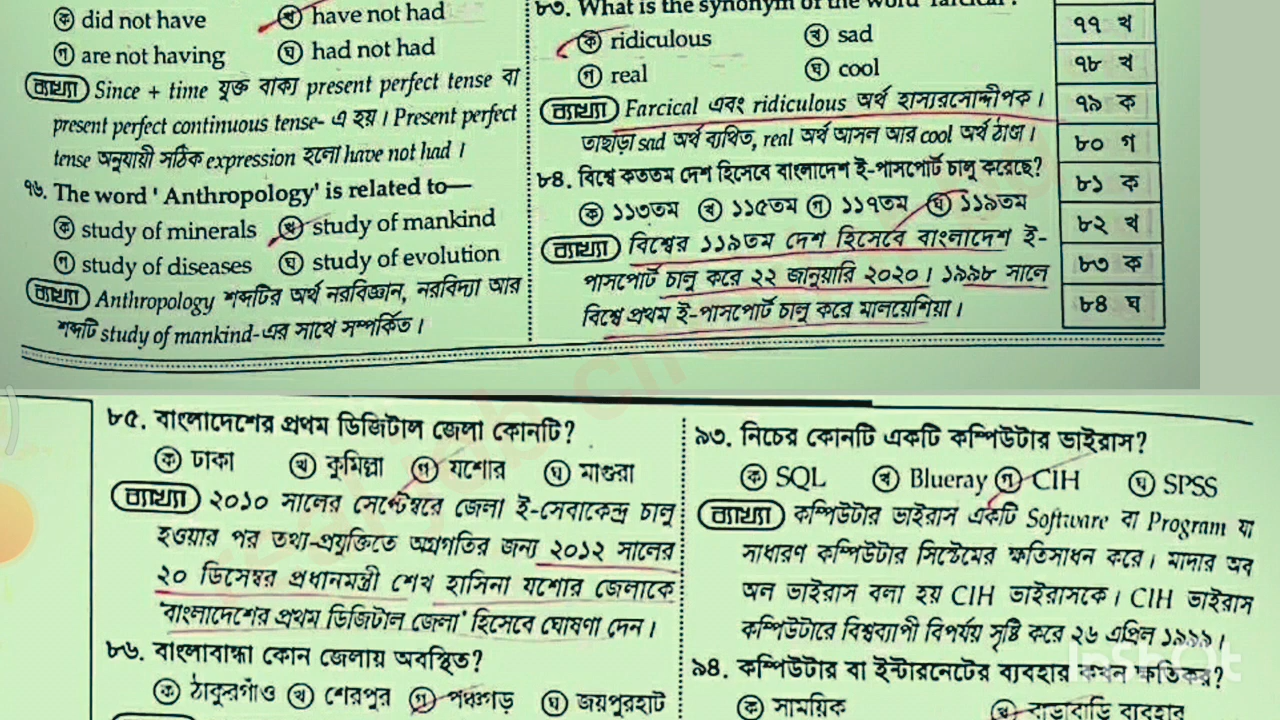 ক did not have খ have not had
গ are not having ঘ had not had
ব্যাখ্যা Since + time যুক্ত বাক্য present perfect tense বা
present perfect continuous tense- এ হয়। Present perfect
tense অনুযায়ী সঠিক expression হলো have not had।
৭৬. The word ' Anthropology' is related to—
ক study of minerals খ study of mankind
গ study of diseases ঘ study of evolution
ব্যাখ্যা Anthropology শব্দটির অর্থ নরবিজ্ঞান, নরবিদ্যা আর
শব্দটি study of mankind-এর সাথে সম্পর্কিত।
৮৩. What is the synonym of the word 'farcical'?
ক ridiculous খ sad
গ real ঘ cool
ব্যাখ্যা Farcical এবং ridiculous অর্থ হাস্যরসোদ্দীপক।
তাছাড়া sad অর্থ ব্যথিত, real অর্থ আসল আর cool অর্থ ঠাণ্ডা।
৮৪. বিশ্বে কততম দেশ হিসেবে বাংলাদেশ ই-পাসপোর্ট চালু করেছে?
ক ১১৩তম খ ১১৫তম গ ১১৭তম ঘ ১১৯তম
ব্যাখ্যা বিশ্বের ১১৯তম দেশ হিসেবে বাংলাদেশ ই-
পাসপোর্ট চালু করে ২২ জানুয়ারি ২০২০। ১৯৯৮ সালে
বিশ্বে প্রথম ই-পাসপোর্ট চালু করে মালয়েশিয়া।
৭৭ খ
৭৮ খ
৭৯ ক
৮০ গ
৮১ ক
৮২ খ
৮৩ ক
৮৪ ঘ
৮৫. বাংলাদেশের প্রথম ডিজিটাল জেলা কোনটি?
ক ঢাকা খ কুমিল্লা গ যশোর ঘ মাগুরা
ব্যাখ্যা ২০১০ সালের সেপ্টেম্বরে জেলা ই-সেবাকেন্দ্র চালু
হওয়ার পর তথ্য-প্রযুক্তিতে অগ্রগতির জন্য ২০১২ সালের
২০ ডিসেম্বর প্রধানমন্ত্রী শেখ হাসিনা যশোর জেলাকে
'বাংলাদেশের প্রথম ডিজিটাল জেলা' হিসেবে ঘোষণা দেন।
৮৬. বাংলাবান্ধা কোন জেলায় অবস্থিত?
ক ঠাকুরগাঁও খ শেরপুর গ পঞ্চগড় ঘ জয়পুরহাট
৯৩. নিচের কোনটি একটি কম্পিউটার ভাইরাস?
ক SQL খ Blueray গ CIH ঘ SPSS
ব্যাখ্যা কম্পিউটার ভাইরাস একটি Software বা Program যা
সাধারণ কম্পিউটার সিস্টেমের ক্ষতিসাধন করে। মাদার অব
অল ভাইরাস বলা হয় CIH ভাইরাসকে। CIH ভাইরাস
কম্পিউটারে বিশ্বব্যাপী বিপর্যয় সৃষ্টি করে ২৬ এপ্রিল ১৯৯৯।
৯৪. কম্পিউটার বা ইন্টারনেটের ব্যবহার কখন ক্ষতিকর?
ক সাময়িক খ বাড়াবাড়ি ব্যবহার
InShOt